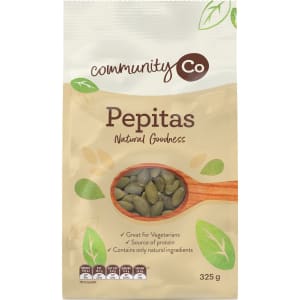 community Co
Pepitas
Natural Goodness
✓ Great for Vegetarians
✓ Source of protein
✓ Contains only natural ingredients
325 g